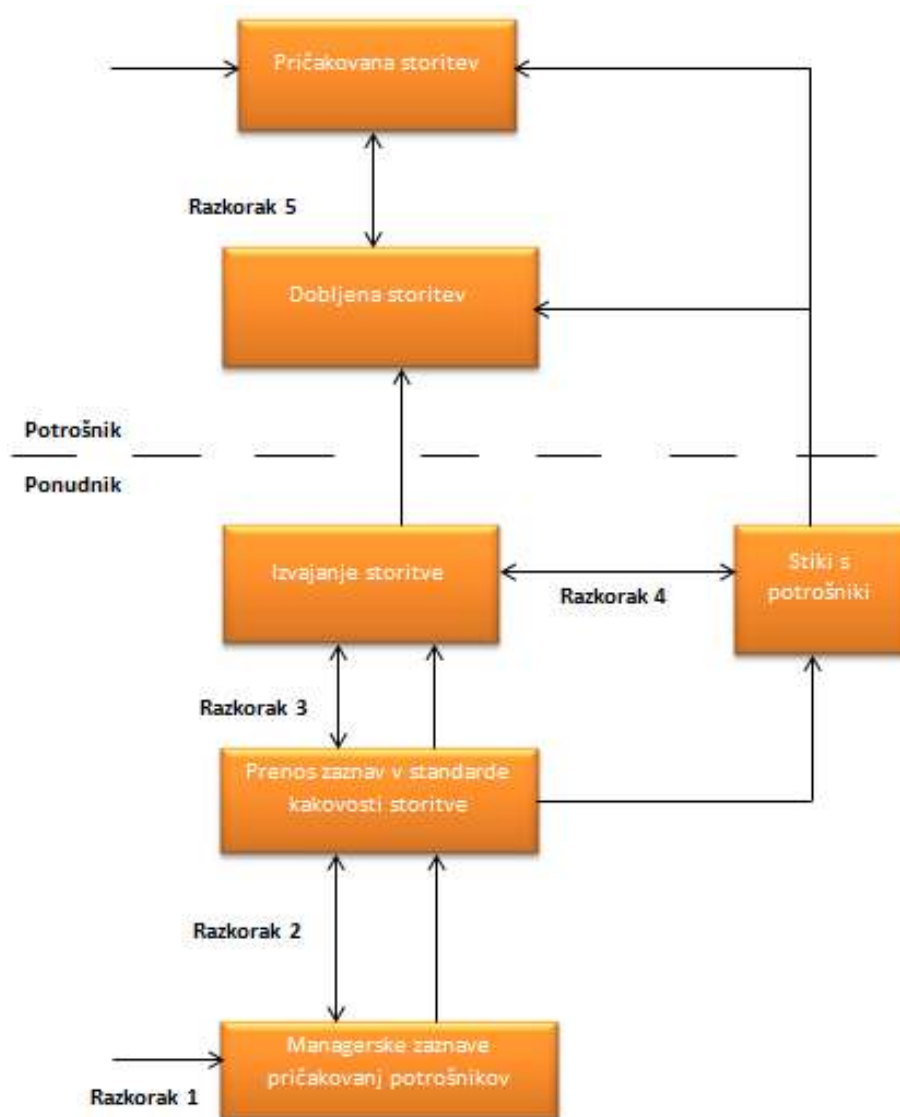 Pričakovana storitev
Razkorak 5
Dobljena storitev
Potrošnik
Ponudnik
Izvajanje storitve
Razkorak 4
Stiki s
potrošniki
Razkorak 3
Prenos zaznav v standarde
kakovosti storitve
Razkorak 2
Managerske zaznave
pričakovanj potrošnikov
Razkorak 1